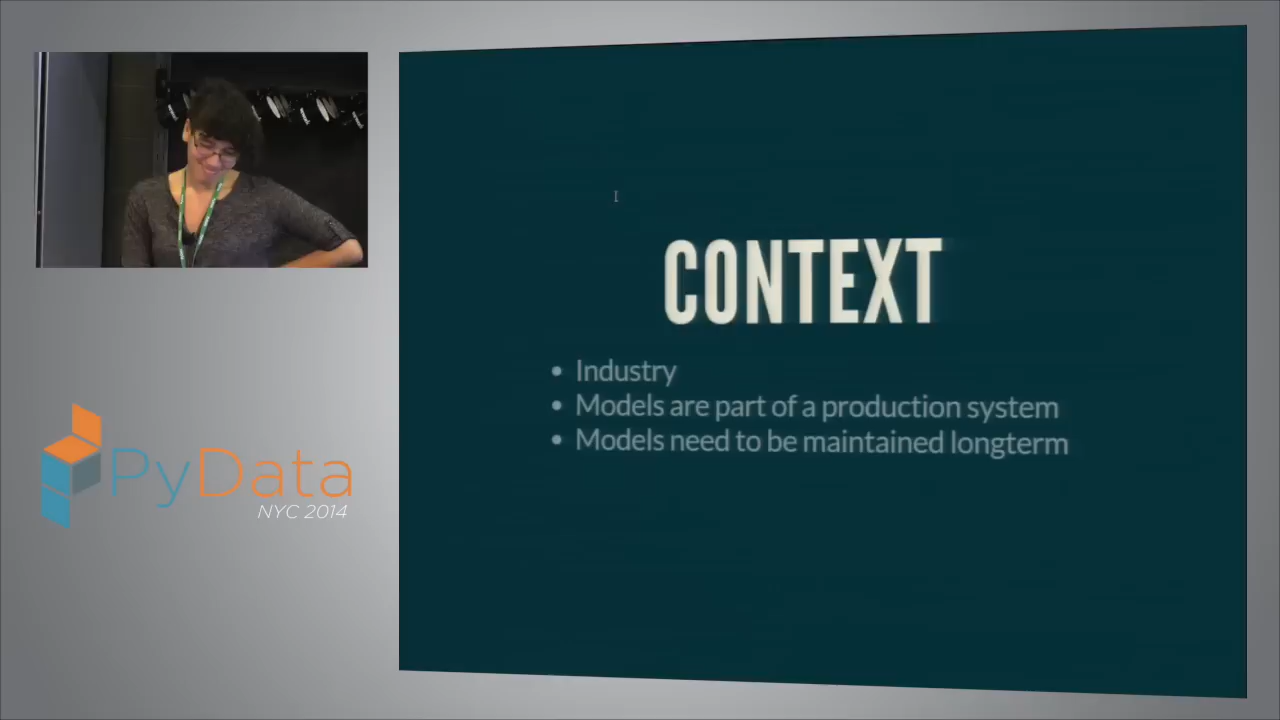 CONTEXT
• Industry
• Models are part of a production system
• Models need to be maintained longterm
PyData
NYC 2014